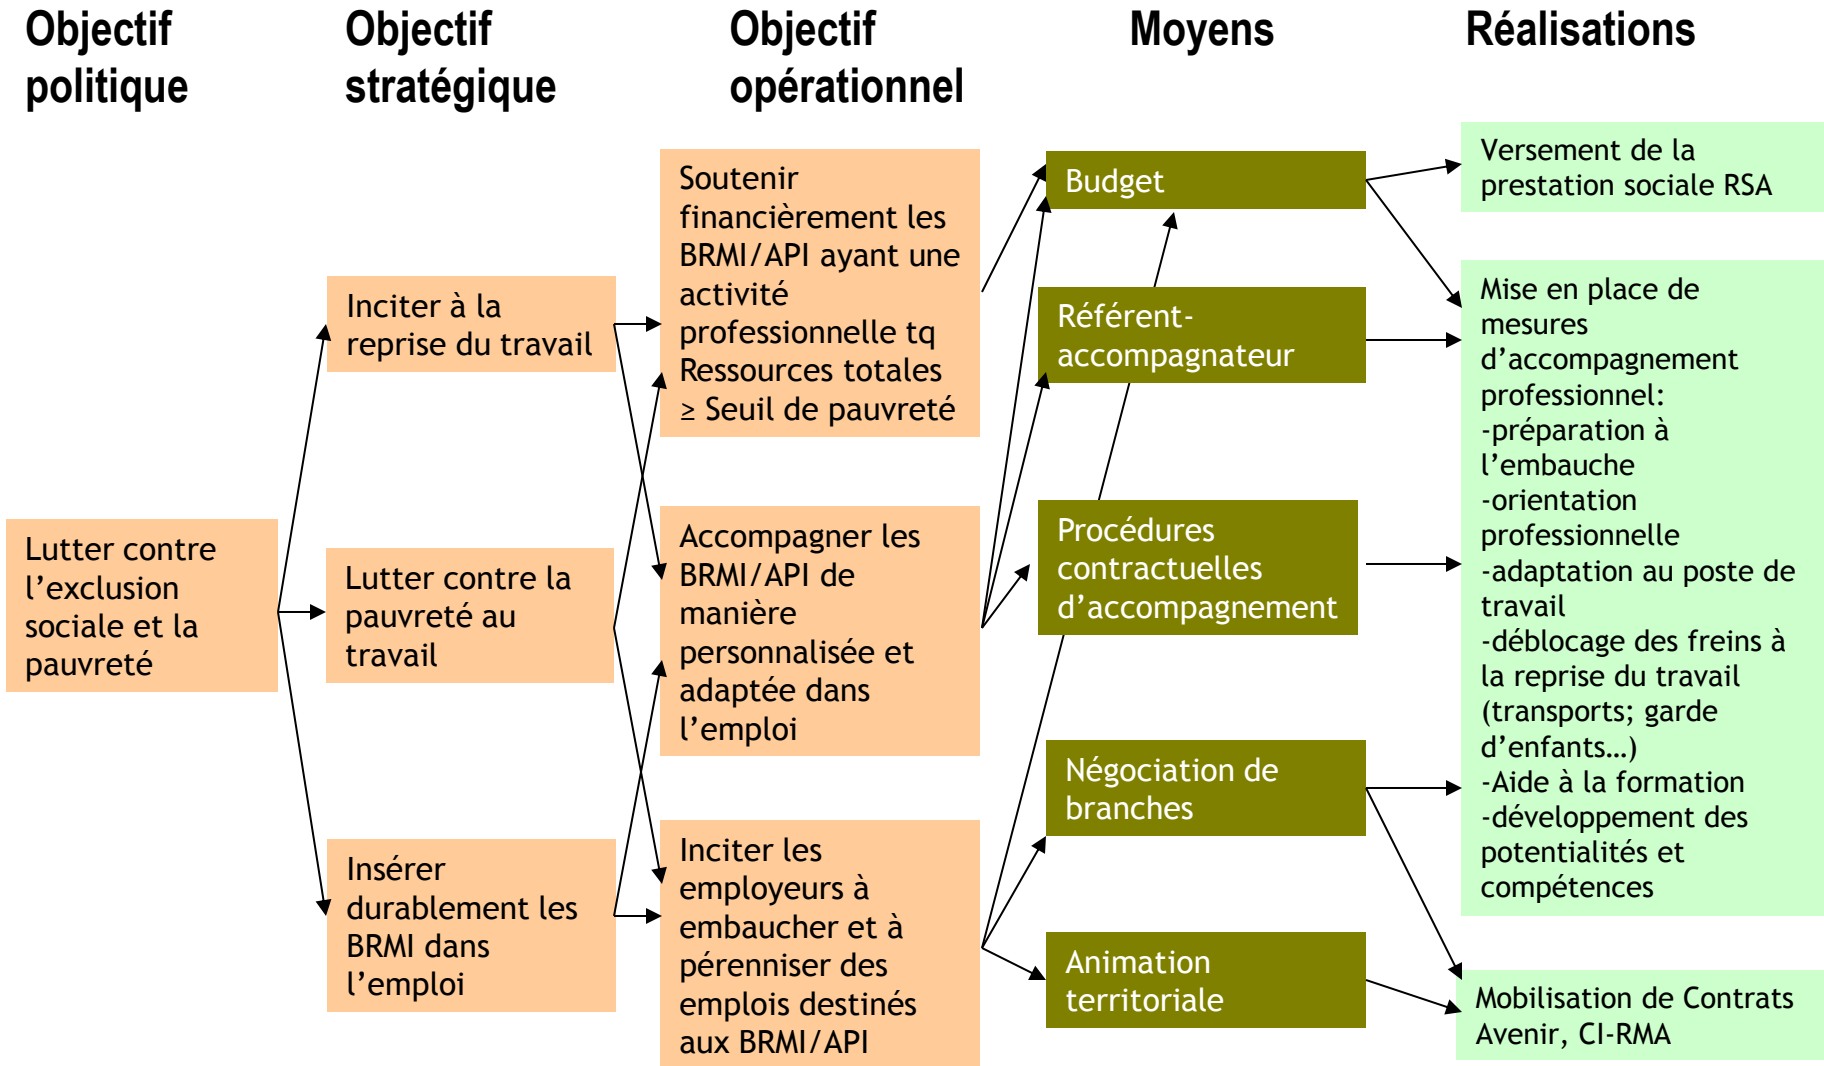 Objectif
politique
Objectif
stratégique
Objectif
opérationnel
Moyens
Réalisations
Lutter contre
l’exclusion
sociale et la
pauvreté
Inciter à la
reprise du travail
Lutter contre la
pauvreté au
travail
Insérer
durablement les
BRMI dans
l’emploi
Soutenir
financièrement les
BRMI/API ayant une
activité
professionnelle tq
Ressources totales
≥ Seuil de pauvreté
Accompagner les
BRMI/API de
manière
personnalisée et
adaptée dans
l’emploi
Inciter les
employeurs à
embaucher et à
pérenniser des
emplois destinés
aux BRMI/API
Budget
Référent-
accompagnateur
Procédures
contractuelles
d’accompagnement
Négociation de
branches
Animation
territoriale
Versement de la
prestation sociale RSA
Mise en place de
mesures
d’accompagnement
professionnel:
-préparation à
l’embauche
-orientation
professionnelle
-adaptation au poste de
travail
-déblocage des freins à
la reprise du travail
(transports; garde
d’enfants…)
-Aide à la formation
-développement des
potentialités et
compétences
Mobilisation de Contrats
Avenir, CI-RMA